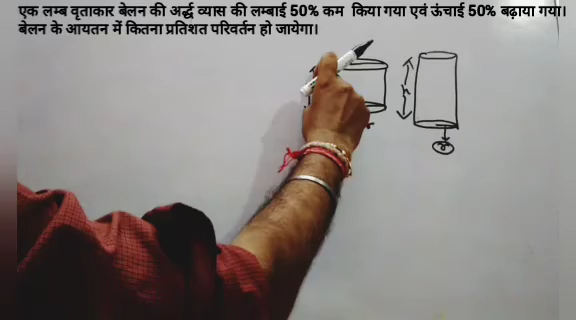 एक लम्ब वृताकार बेलन की अर्द्ध व्यास की लम्बाई 50% कम किया गया एवं ऊंचाई 50% बढ़ाया गया।
बेलन के आयतन में कितना प्रतिशत परिवर्तन हो जायेगा।